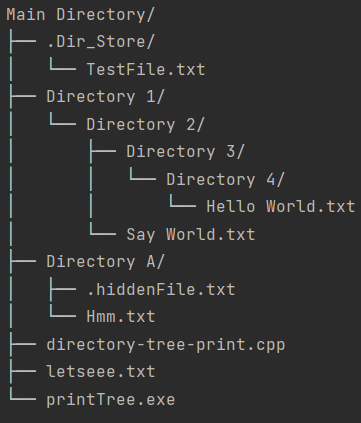 Main Directory/
├── .Dir_Store/
│   └── TestFile.txt
├── Directory 1/
│   └── Directory 2/
│       ├── Directory 3/
│       │   └── Directory 4/
│       │       └── Hello World.txt
│       └── Say World.txt
├── Directory A/
│   ├── .hiddenFile.txt
│   └── Hmm.txt
├── directory-tree-print.cpp
├── letseee.txt
└── printTree.exe